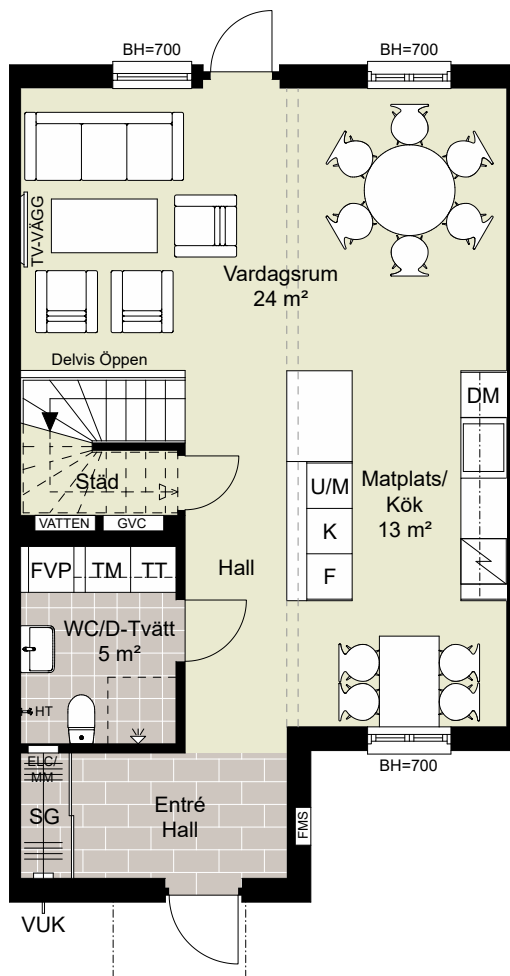 BH=700
BH=700
TV-VÄGG
Vardagsrum
24 m²
Delvis Öppen
DM
Städ
U/M
Matplats/
Kök
13 m²
K
VATTEN
GVC
F
FVP
TM
TT
Hall
WC/D-Tvätt
5 m²
HT
ELC/
MM
BH=700
SG
Entré
Hall
FMS
VUK